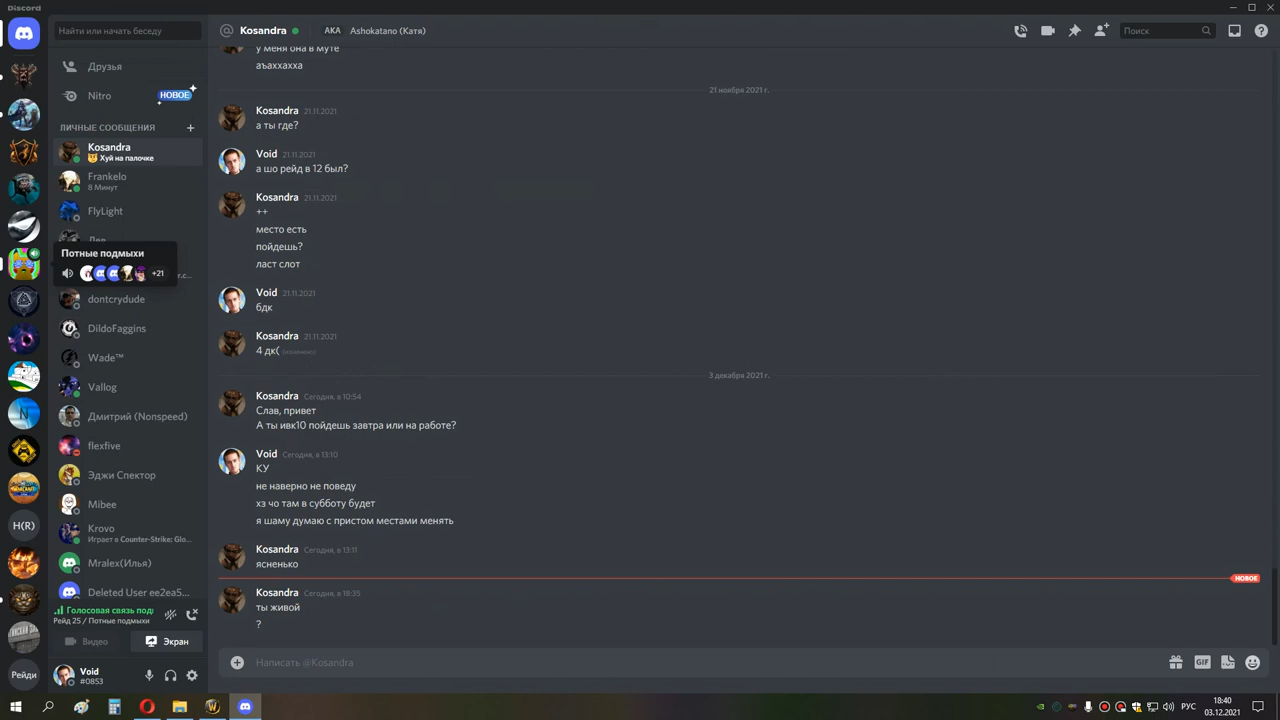 Discord
Найти или начать беседу
Kosandra
AKA
Ashokatano (Катя)
Поиск
Друзья
Nitro
НОВОЕ
ЛИЧНЫЕ СООБЩЕНИЯ
Kosandra
Хуй на палочке
Frankelo
8 Минут
FlyLight
Потные подмыхи
+21
dontcrydude
DildoFaggins
Wade™
Vallog
Дмитрий (Nonspeed)
flexfive
Эджи Спектор
Mibee
Krovo
Играет в Counter-Strike: Glo...
Mralex(Илья)
Deleted User ee2ea5...
H(R)
Рейди
Голосовая связь под
Рейд 25 / Потные подмыхи
Видео
Экран
Void
#0853
у меня она в муте
аъаххахха
21 ноября 2021 г.
Kosandra 21.11.2021
а ты где?
Void 21.11.2021
а шо рейд в 12 был?
Kosandra 21.11.2021
++
место есть
пойдешь?
ласт слот
Void 21.11.2021
бдк
Kosandra 21.11.2021
4 дк( (изменено)
3 декабря 2021 г.
Kosandra Сегодня, в 10:54
Слав, привет
А ты ивк10 пойдешь завтра или на работе?
Void Сегодня, в 13:10
КУ
не наверно не поведу
хз чо там в субботу будет
я шаму думаю с пристом местами менять
Kosandra Сегодня, в 13:11
ясненько
НОВОЕ
Kosandra Сегодня, в 18:35
ты живой
?
Написать @Kosandra
GIF
РУС
18:40
03.12.2021